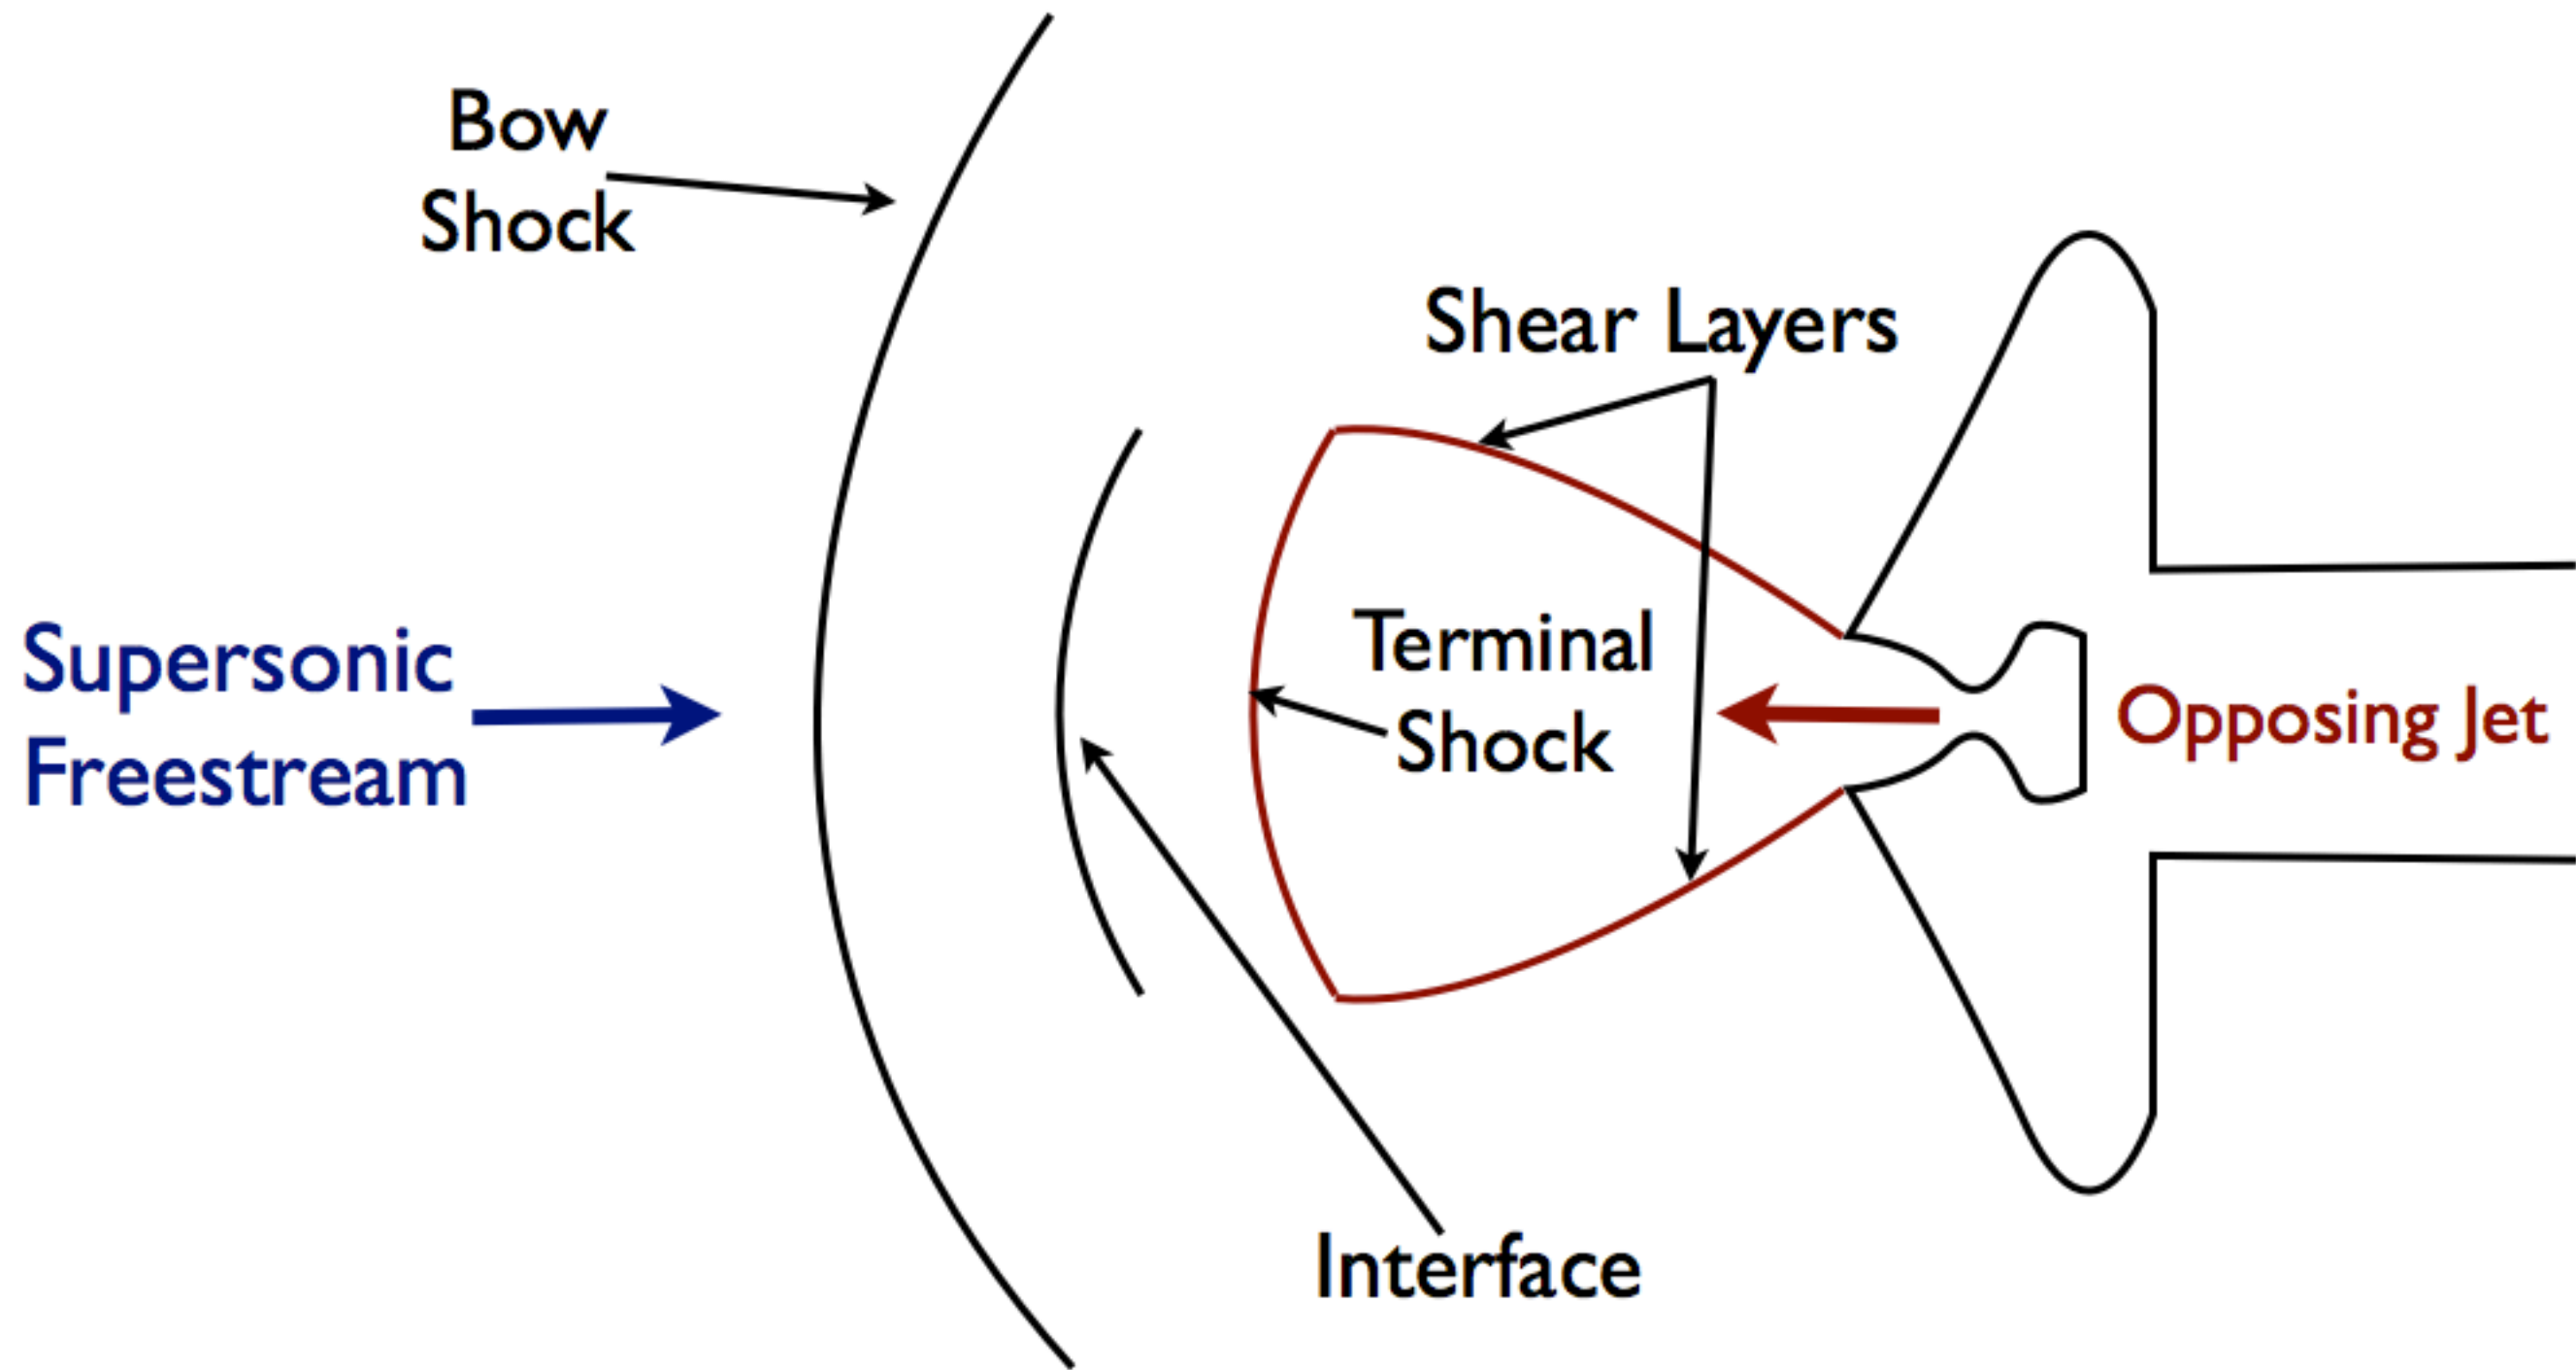 Bow
Shock
Shear Layers
Supersonic
Freestream
Terminal
Shock
Opposing Jet
Interface